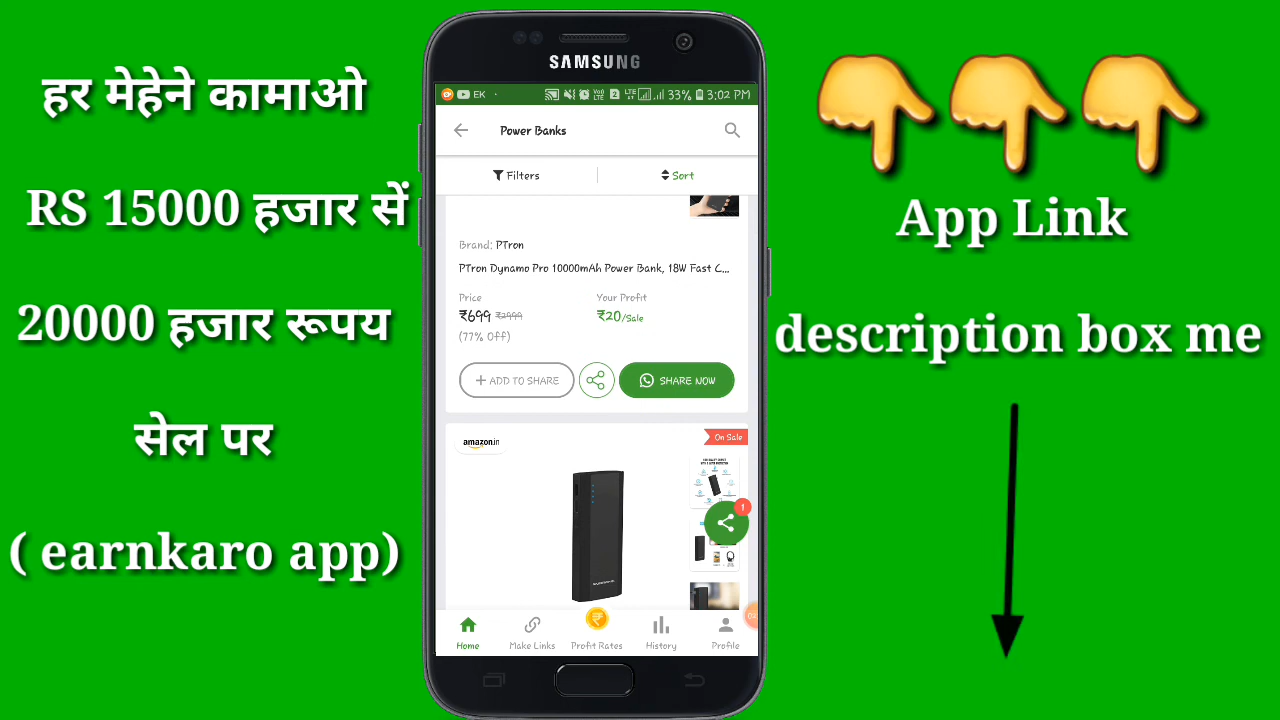 हर मेहेने कामाओ
RS 15000 हजार सें
20000 हजार रूपय
सेल पर
( earnkaro app)
SAMSUNG
EK
33% 3:02 PM
Power Banks
Filters
Sort
Brand: PTron
PTron Dynamo Pro 10000mAh Power Bank, 18W Fast C...
Price
Your Profit
₹699 ₹2999
₹20/Sale
(77% Off)
+ ADD TO SHARE
SHARE NOW
amazon.in
On Sale
1
Home
Make Links
Profit Rates
History
Profile
App Link
description box me